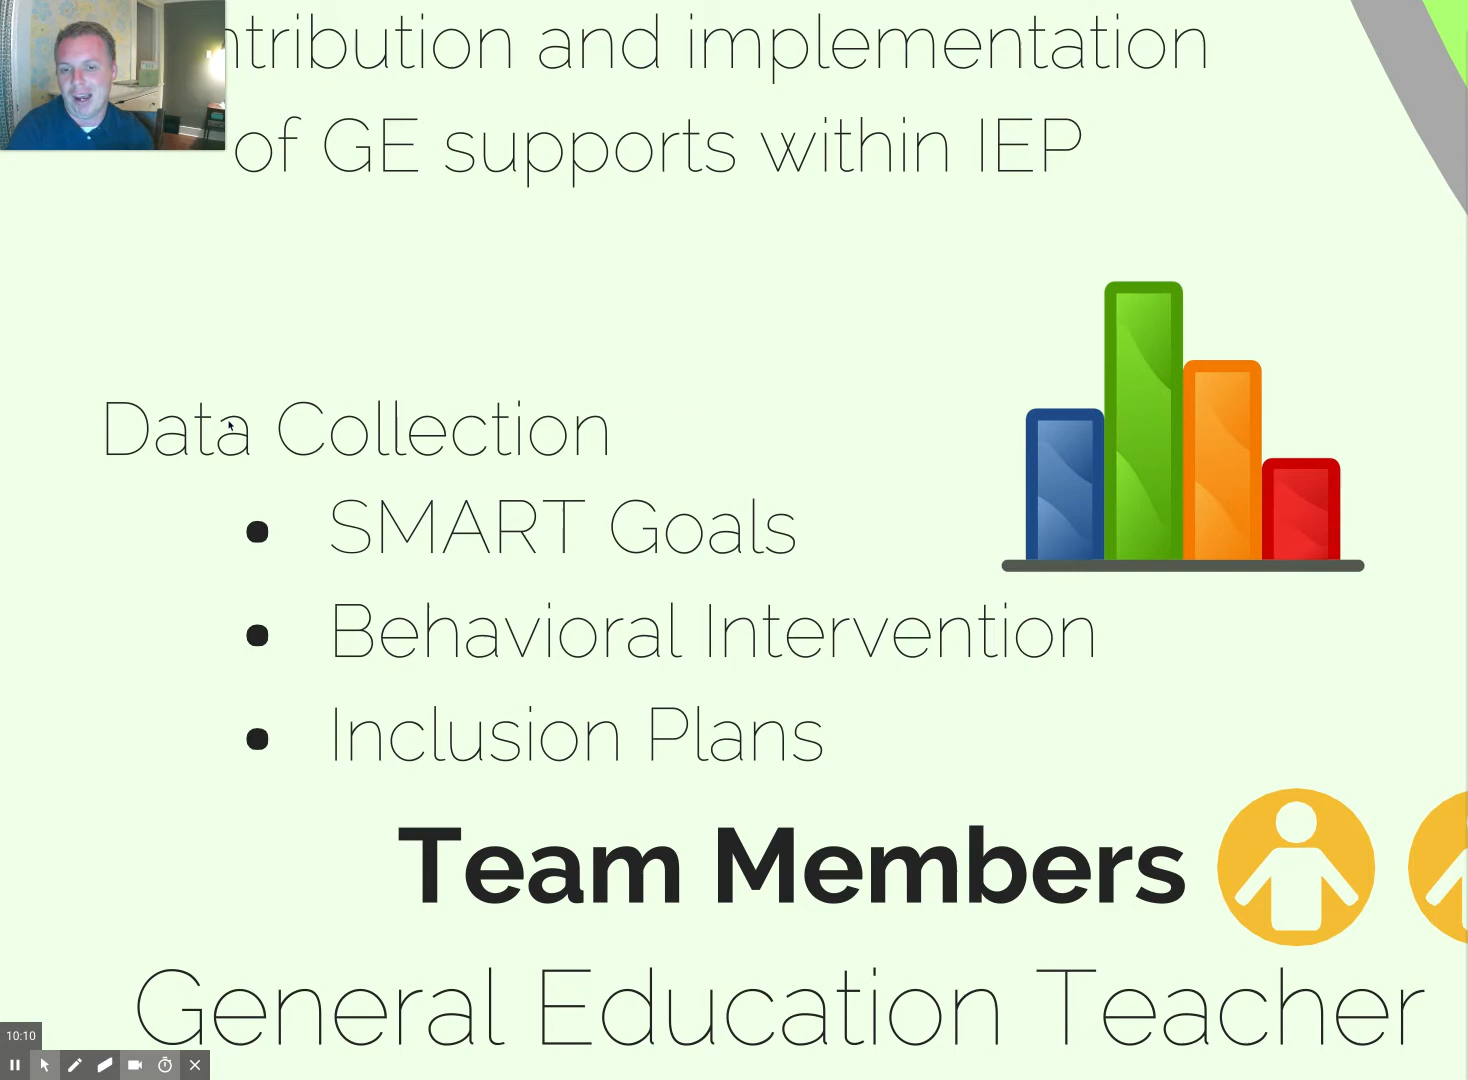 ntribution and implementation
of GE supports within IEP
Data Collection
• SMART Goals
• Behavioral Intervention
• Inclusion Plans
Team Members
General Education Teacher
10:10